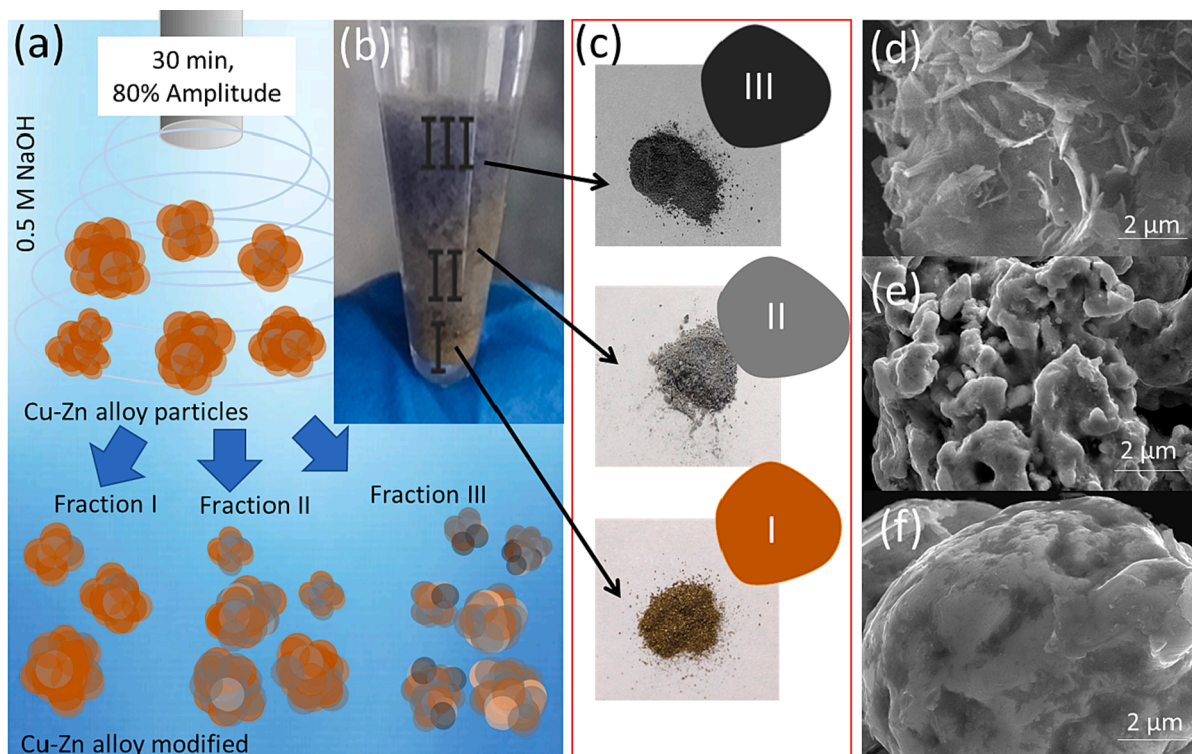 (a)
30 min,
80% Amplitude
0.5 M NaOH
Cu-Zn alloy particles
Fraction I
Fraction II
Fraction III
Cu-Zn alloy modified
(b)
III
II
I
(c)
III
II
I
(d)
2 µm
(e)
2 µm
(f)
2 µm